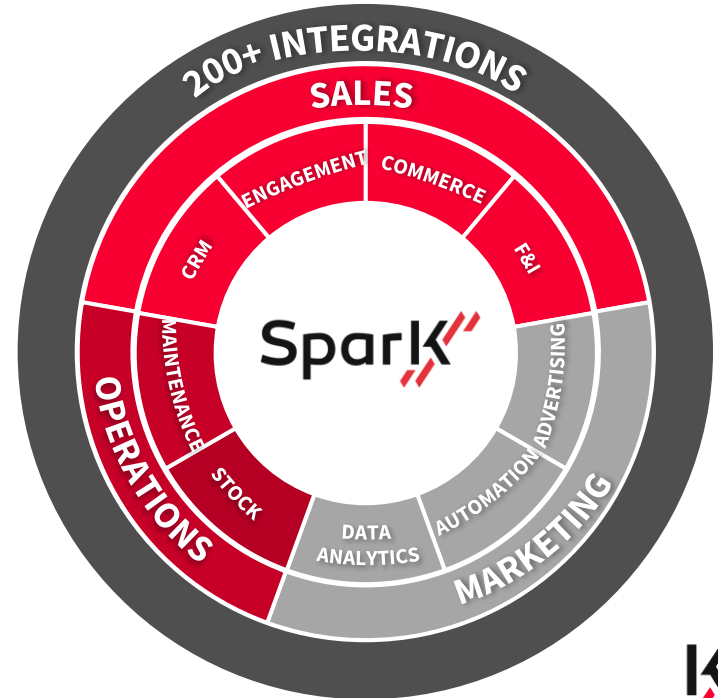 200+ INTEGRATIONS
SALES
ENGAGEMENT
COMMERCE
CRM
F&I
Spark
MAINTENANCE
ADVERTISING
OPERATIONS
STOCK
AUTOMATION
DATA
ANALYTICS
MARKETING
K